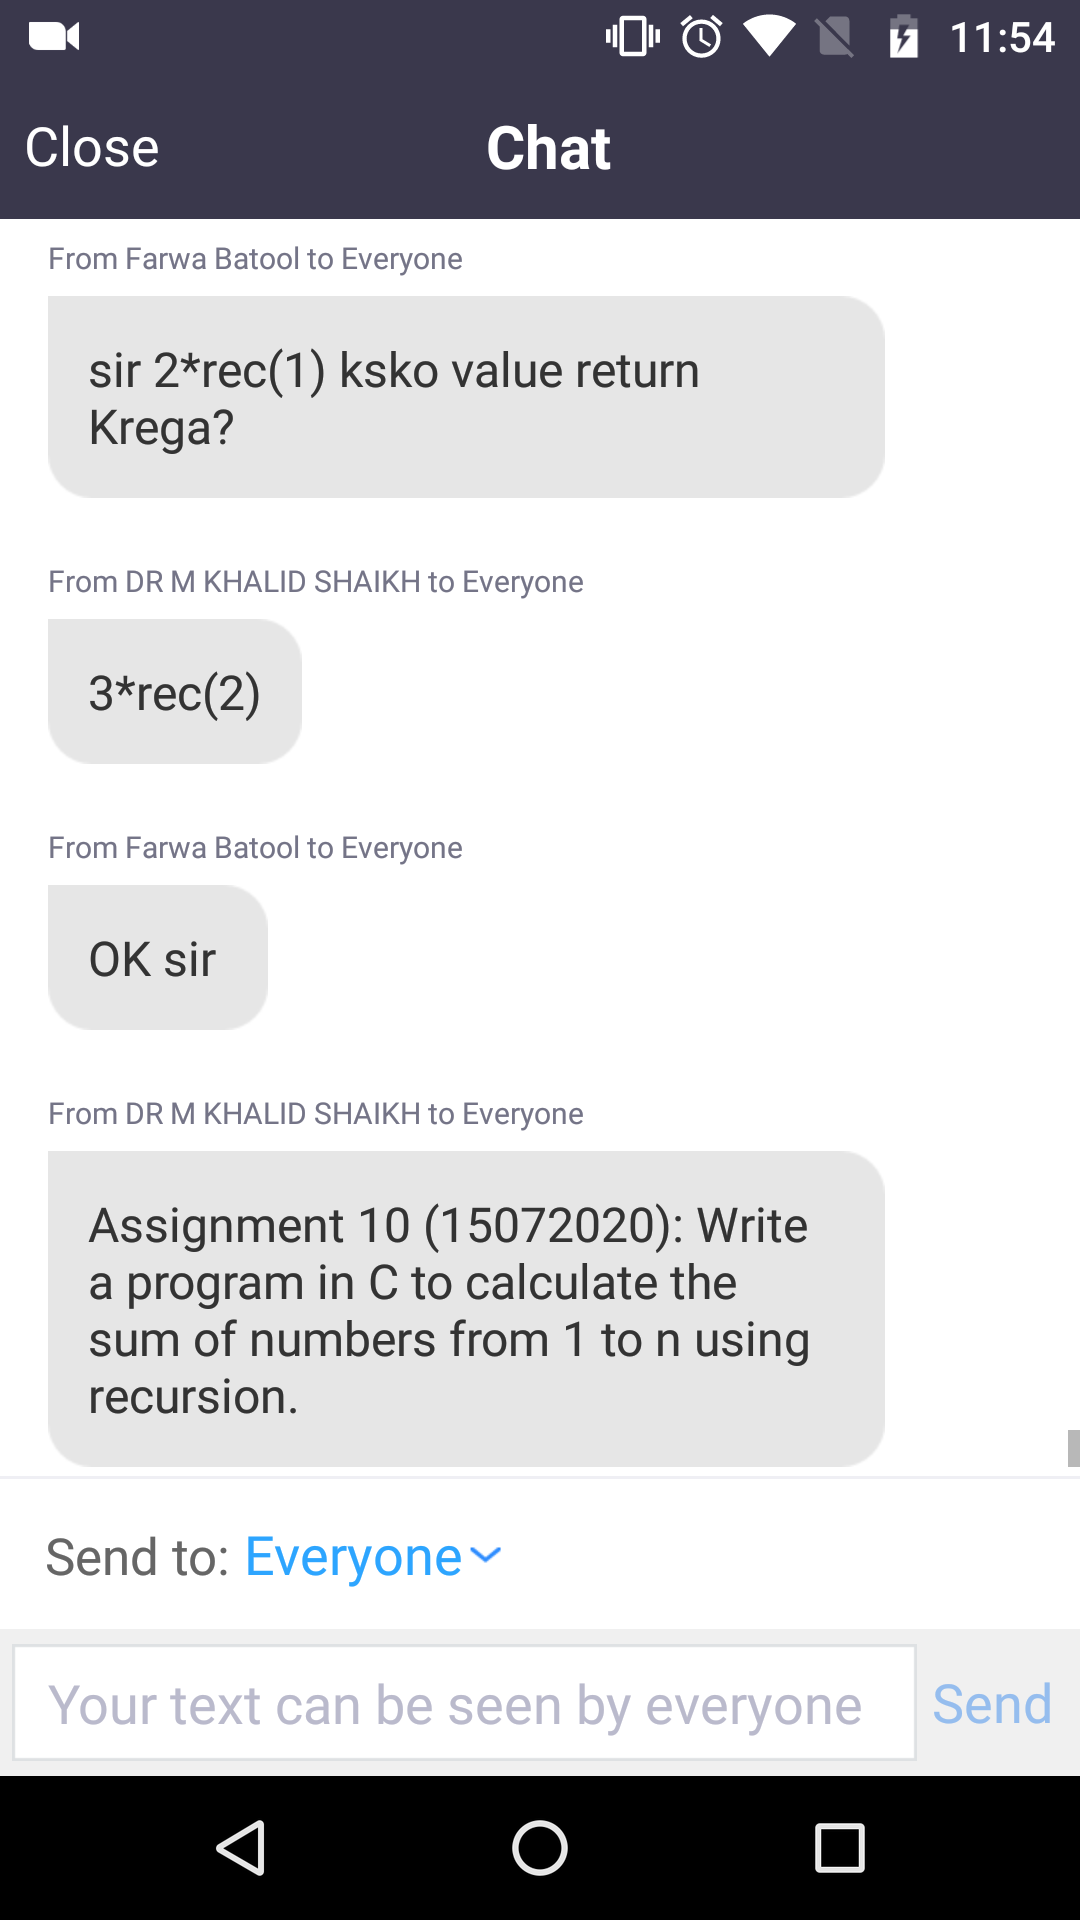 11:54
Close
Chat
From Farwa Batool to Everyone
sir 2*rec(1) ksko value return
Krega?
From DR M KHALID SHAIKH to Everyone
3*rec(2)
From Farwa Batool to Everyone
OK sir
From DR M KHALID SHAIKH to Everyone
Assignment 10 (15072020): Write
a program in C to calculate the
sum of numbers from 1 to n using
recursion.
Send to: Everyone
Your text can be seen by everyone
Send